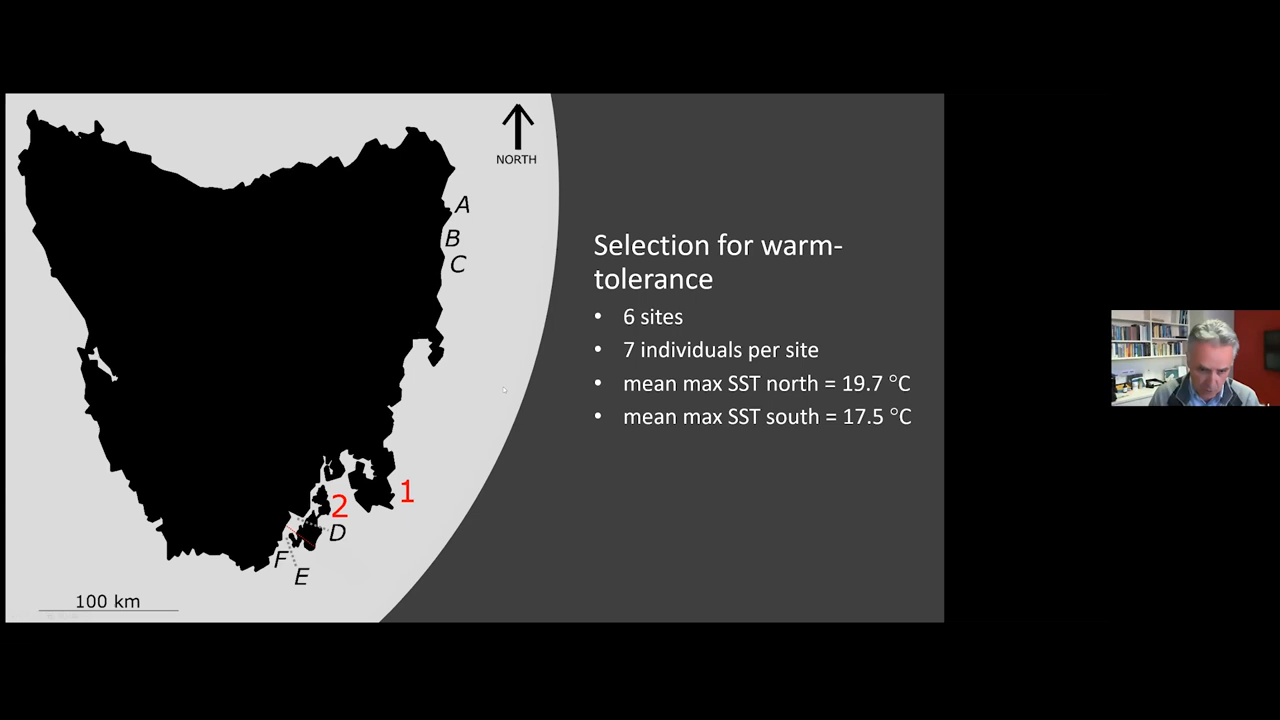 NORTH
A
B
C
1
2
D
F
E
100 km
Selection for warm-
tolerance
• 6 sites
• 7 individuals per site
• mean max SST north = 19.7 °C
• mean max SST south = 17.5 °C